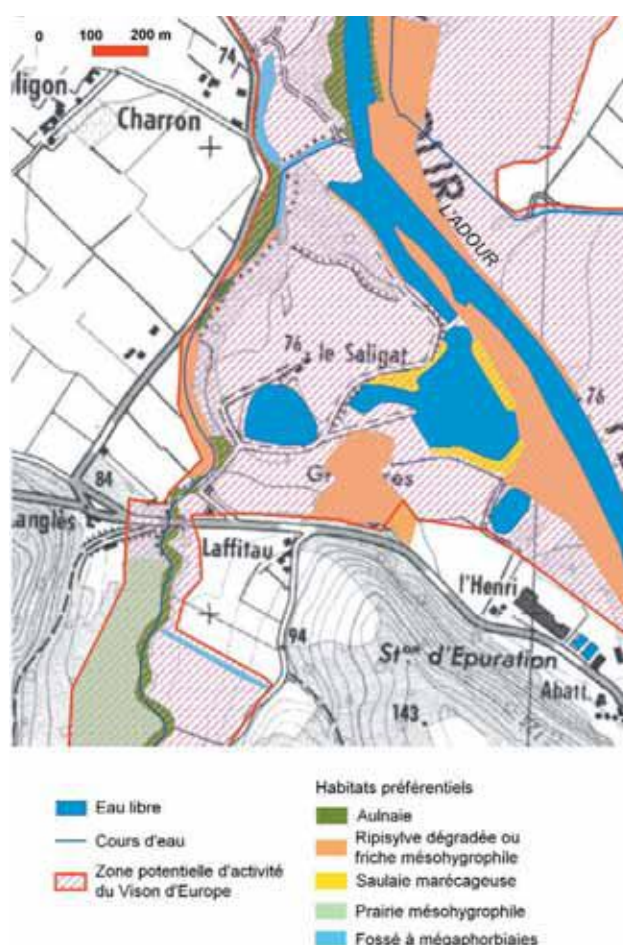 0 100 200 m
74
Charron
L'ADOUR
76 le Saligat
76
84
Laffitau
l'Henri
94
St.on d'Epuration
Abatt.
143
Eau libre
Cours d'eau
Zone potentielle d'activité
du Vison d'Europe
Habitats préférentiels
Aulnaie
Ripisylve dégradée ou
friche mésohygrophile
Saulaie marécageuse
Prairie mésohygrophile
Fossé à mégaphorbiaies